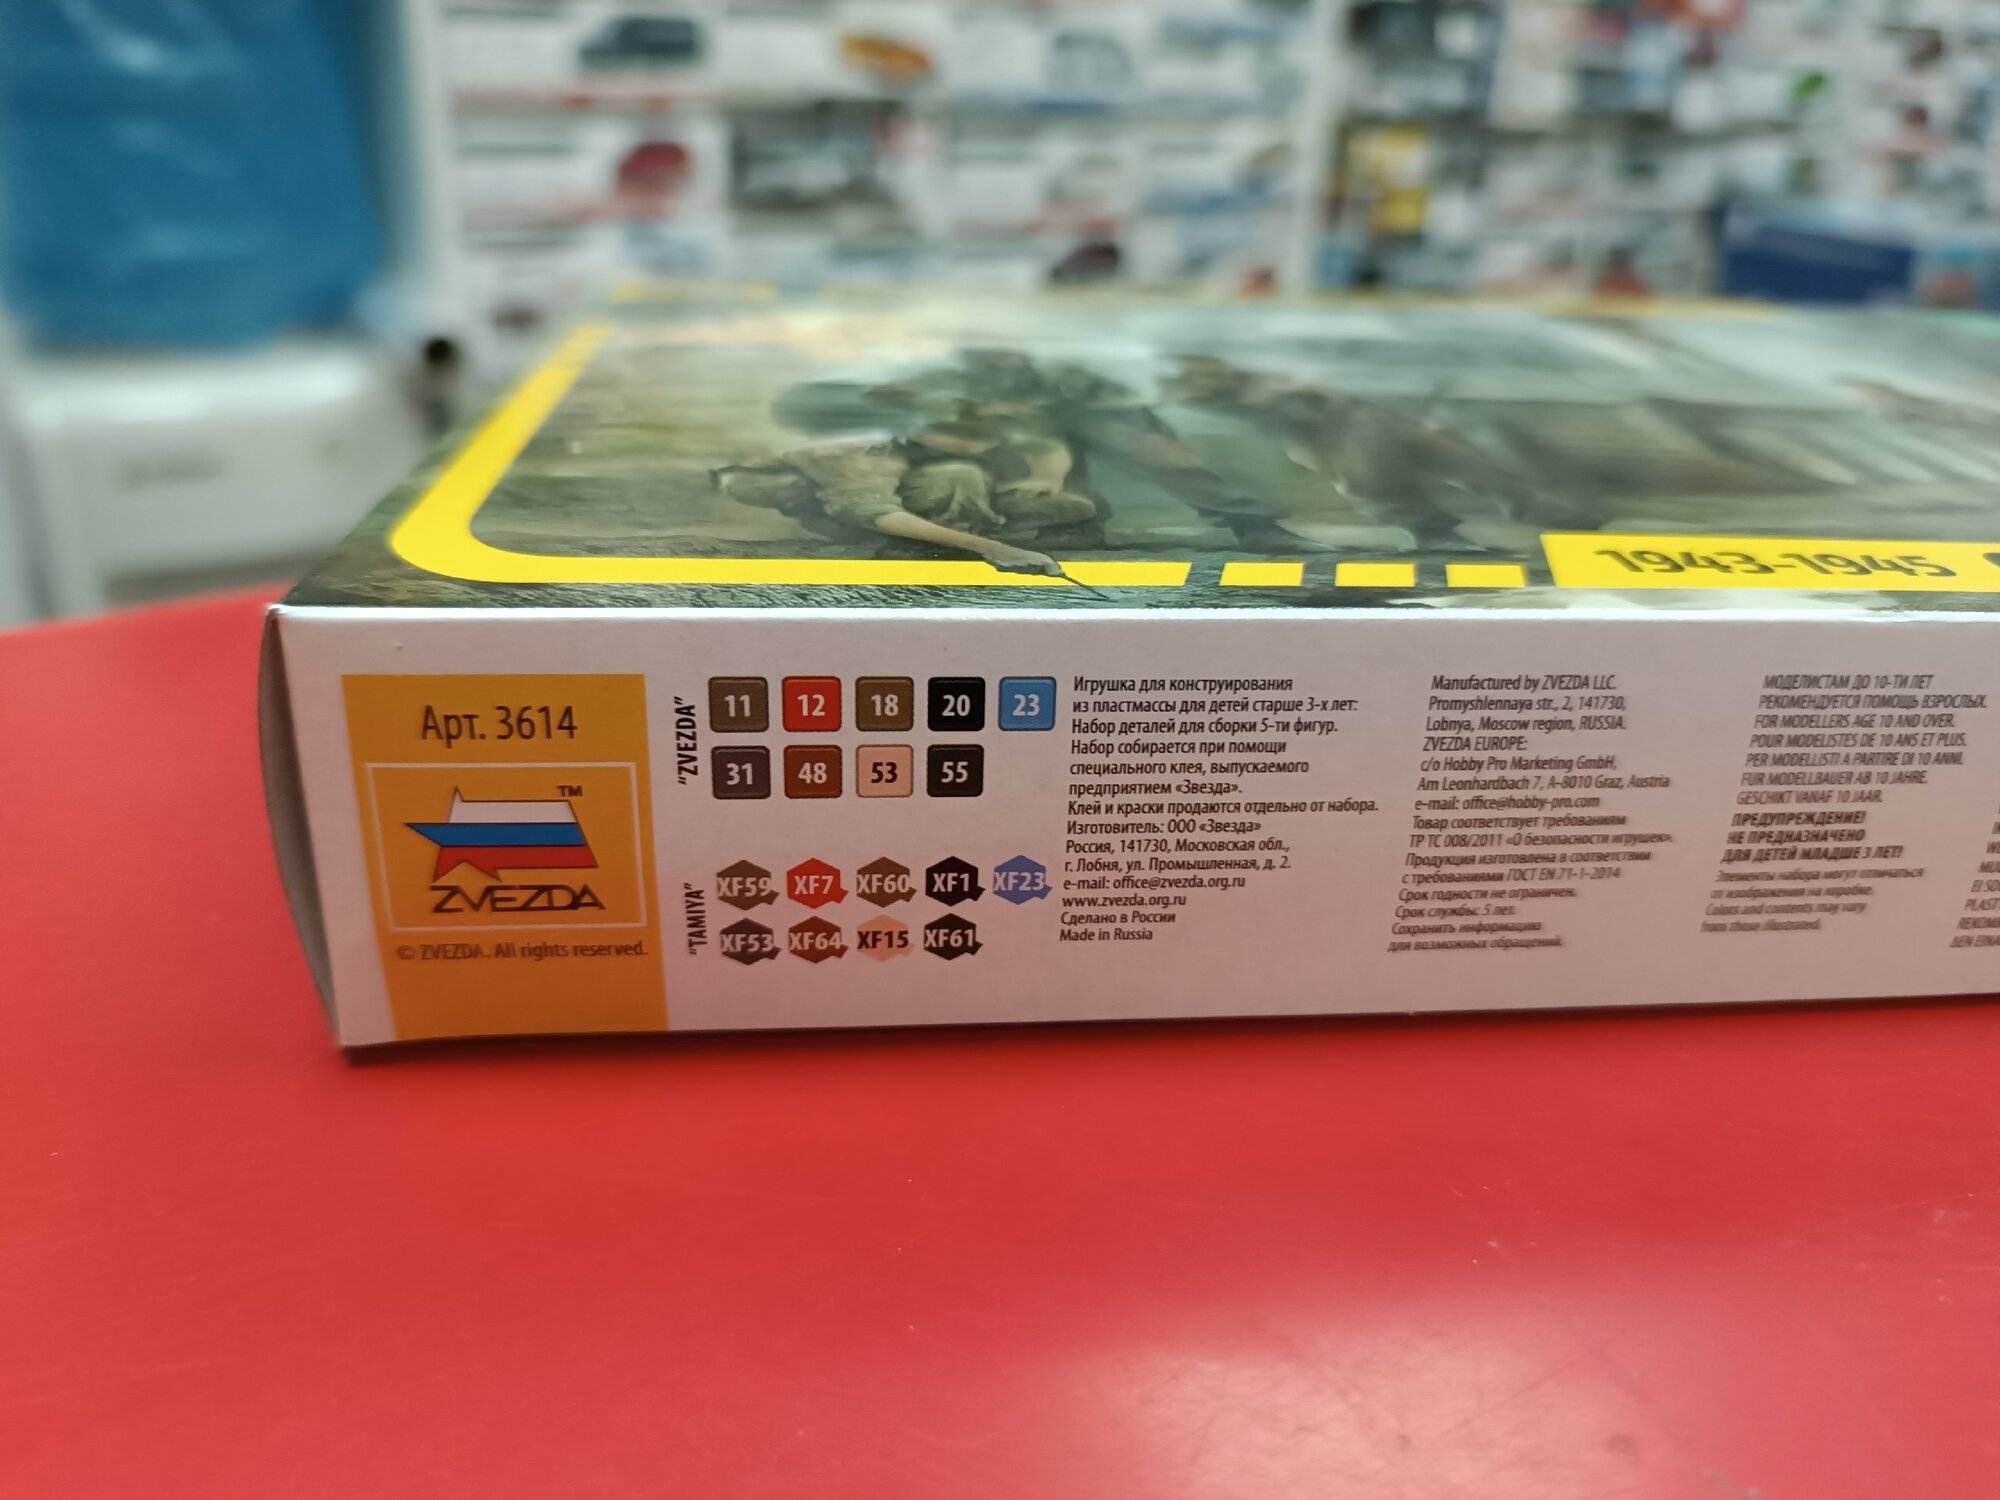 1943-1945
Арт. 3614
TM
ZVEZDA
© ZVEZDA. All rights reserved.
"ZVEZDA"
11 12 18 20 23
31 48 53 55
"TAMIYA"
XF59 XF7 XF60 XF1 XF23
XF53 XF64 XF15 XF61
Игрушка для конструирования
из пластмассы для детей старше 3-х лет:
Набор деталей для сборки 5-ти фигур.
Набор собирается при помощи
специального клея, выпускаемого
предприятием «Звезда».
Клей и краски продаются отдельно от набора.
Изготовитель: ООО «Звезда»
Россия, 141730, Московская обл.,
г. Лобня, ул. Промышленная, д. 2.
e-mail: office@zvezda.org.ru
www.zvezda.org.ru
Сделано в России
Made in Russia
Manufactured by ZVEZDA LLC.
Promyshlennaya str., 2, 141730,
Lobnya, Moscow region, RUSSIA.
ZVEZDA EUROPE:
c/o Hobby Pro Marketing GmbH,
Am Leonhardbach 7, A-8010 Graz, Austria
e-mail: office@hobby-pro.com
Товар соответствует требованиям
ТР ТС 008/2011 «О безопасности игрушек».
Продукция изготовлена в соответствии
с требованиями ГОСТ EN 71-1-2014
Срок годности не ограничен.
Срок службы: 5 лет.
Сохранить информацию
для возможных обращений.
МОДЕЛИСТАМ ДО 10-ТИ ЛЕТ
РЕКОМЕНДУЕТСЯ ПОМОЩЬ ВЗРОСЛЫХ.
FOR MODELLERS AGE 10 AND OVER.
POUR MODELISTES DE 10 ANS ET PLUS.
PER MODELLISTI A PARTIRE DI 10 ANNI.
FUR MODELLBAUER AB 10 JAHRE.
GESCHIKT VANAF 10 JAAR.
ПРЕДУПРЕЖДЕНИЕ!
НЕ ПРЕДНАЗНАЧЕНО
ДЛЯ ДЕТЕЙ МЛАДШЕ 3 ЛЕТ!
Элементы набора могут отличаться
от изображения на коробке.
Colors and contents may vary
from those illustrated.